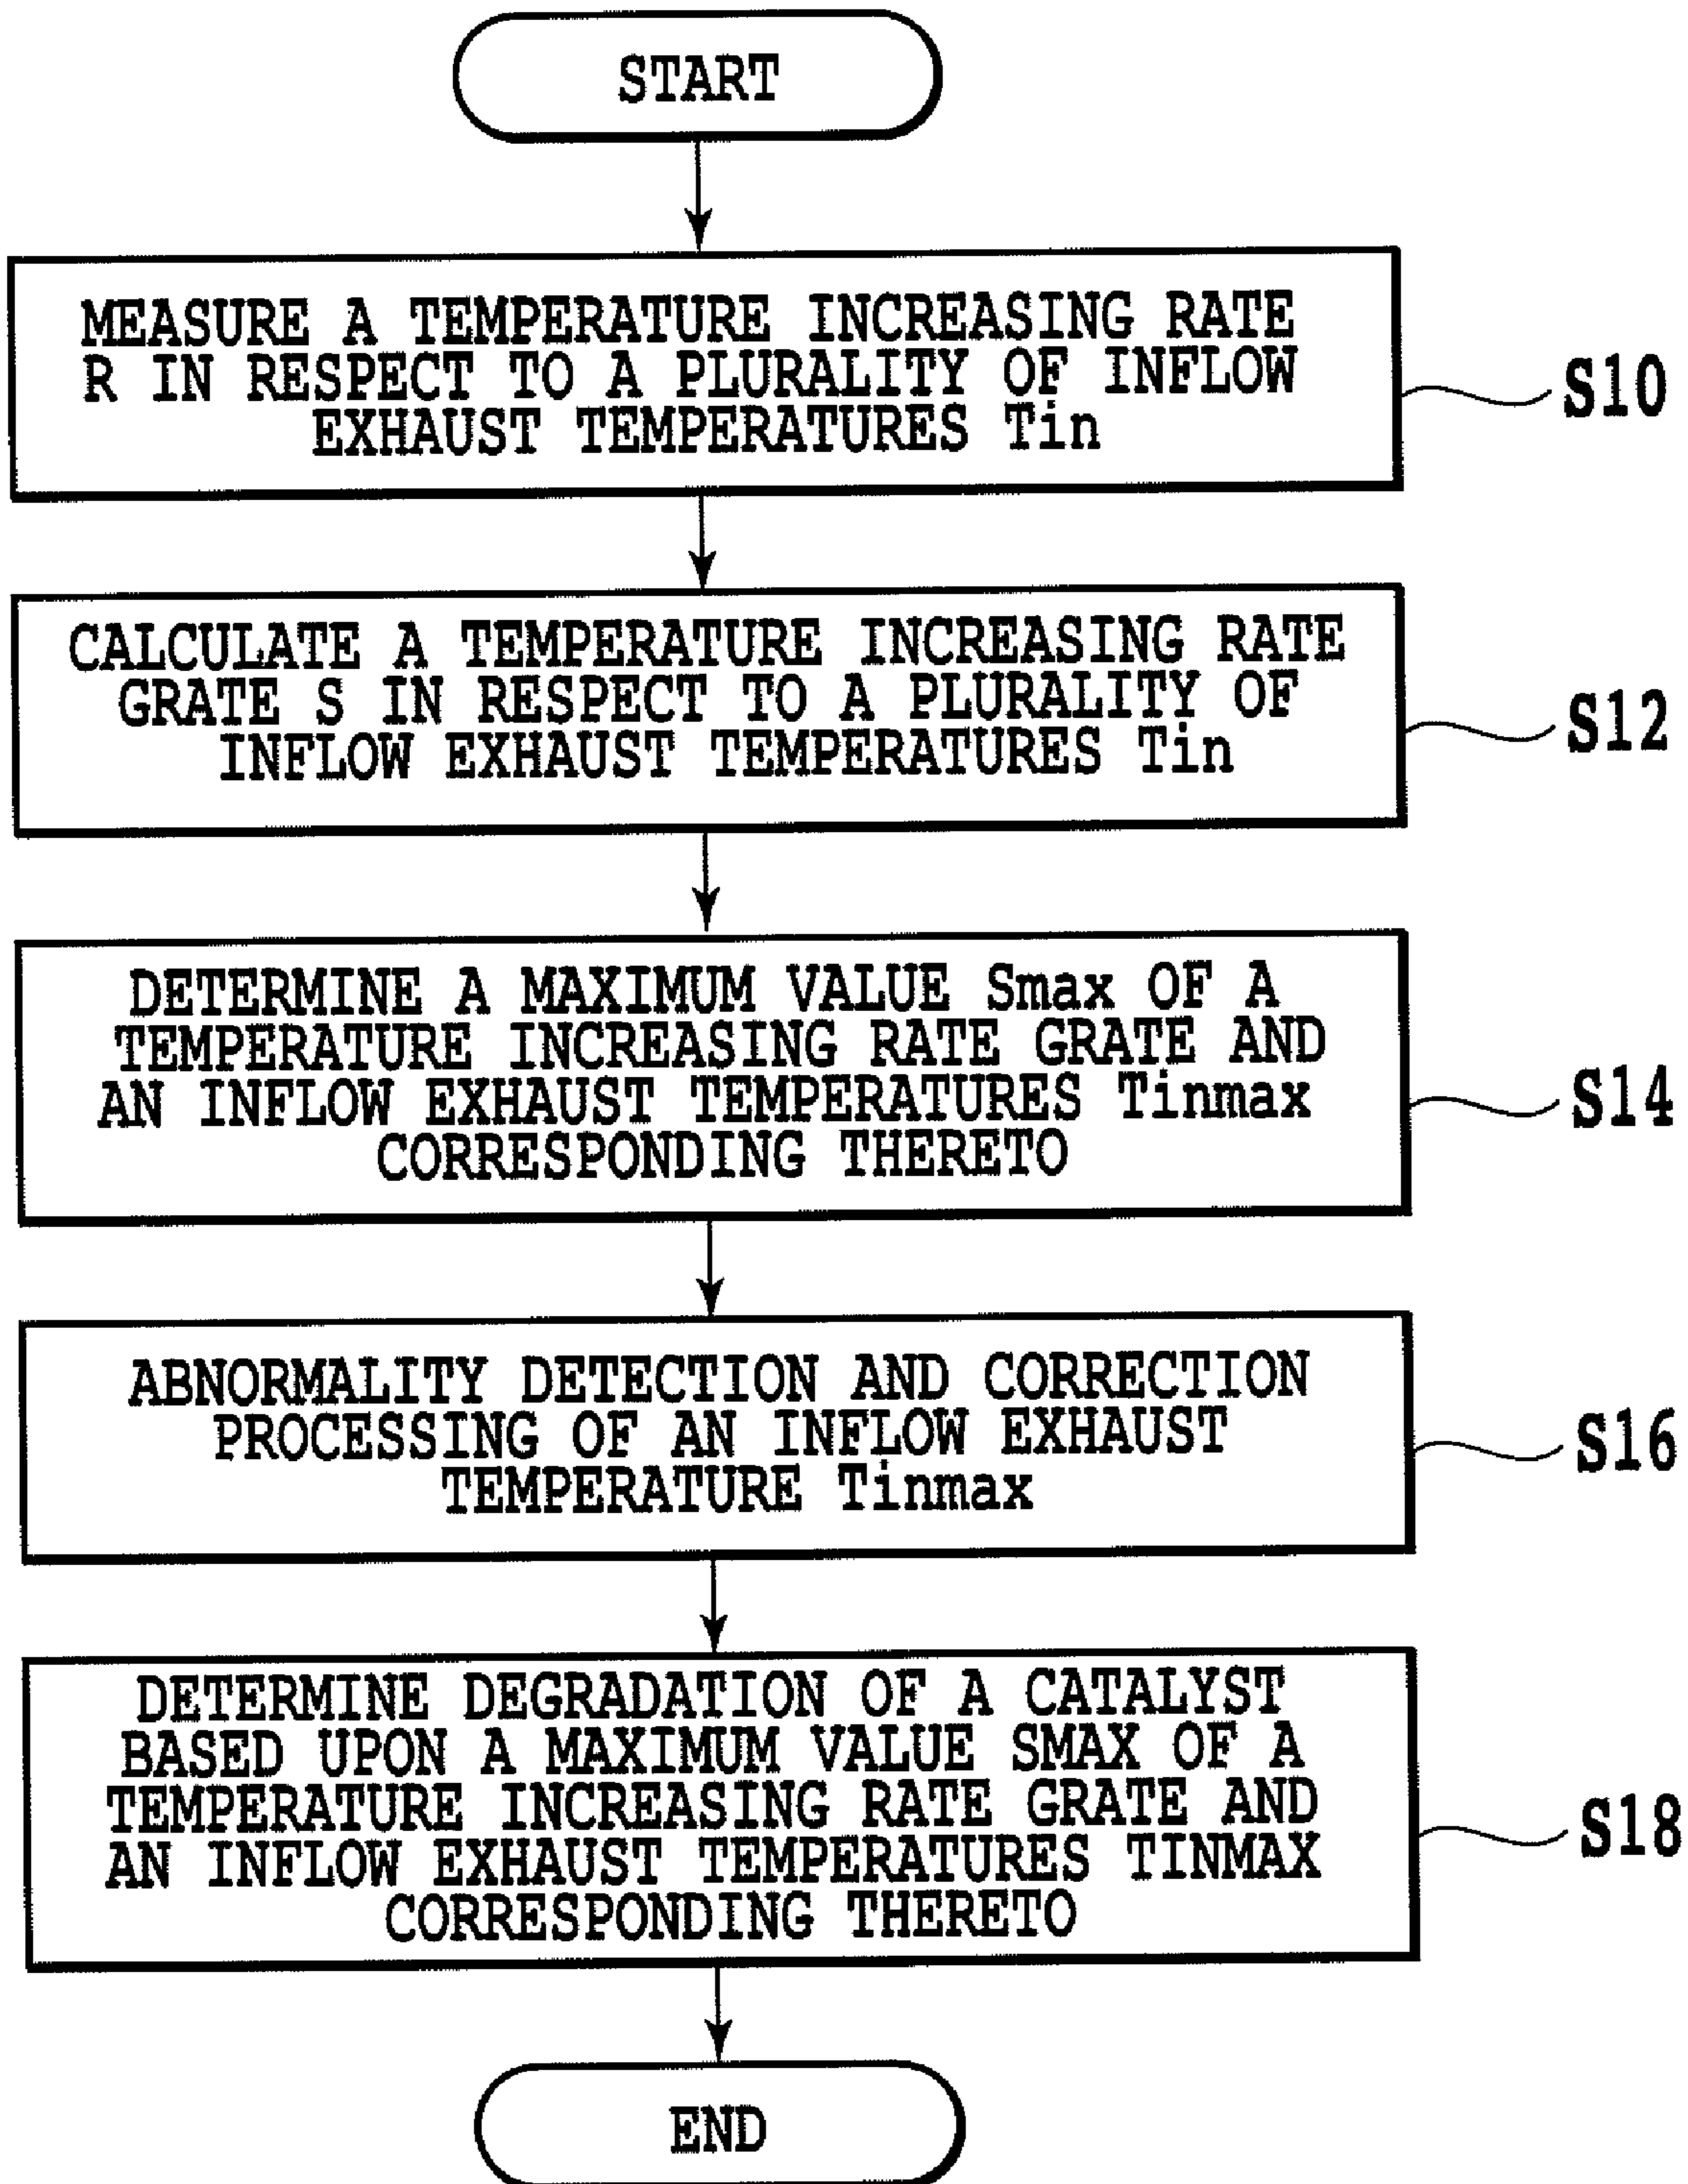 START
MEASURE A TEMPERATURE INCREASING RATE
R IN RESPECT TO A PLURALITY OF INFLOW
EXHAUST TEMPERATURES Tin
S10
CALCULATE A TEMPERATURE INCREASING RATE
GRATE S IN RESPECT TO A PLURALITY OF
INFLOW EXHAUST TEMPERATURES Tin
S12
DETERMINE A MAXIMUM VALUE Smax OF A
TEMPERATURE INCREASING RATE GRATE AND
AN INFLOW EXHAUST TEMPERATURES Tinmax
CORRESPONDING THERETO
S14
ABNORMALITY DETECTION AND CORRECTION
PROCESSING OF AN INFLOW EXHAUST
TEMPERATURE Tinmax
S16
DETERMINE DEGRADATION OF A CATALYST
BASED UPON A MAXIMUM VALUE SMAX OF A
TEMPERATURE INCREASING RATE GRATE AND
AN INFLOW EXHAUST TEMPERATURES TINMAX
CORRESPONDING THERETO
S18
END